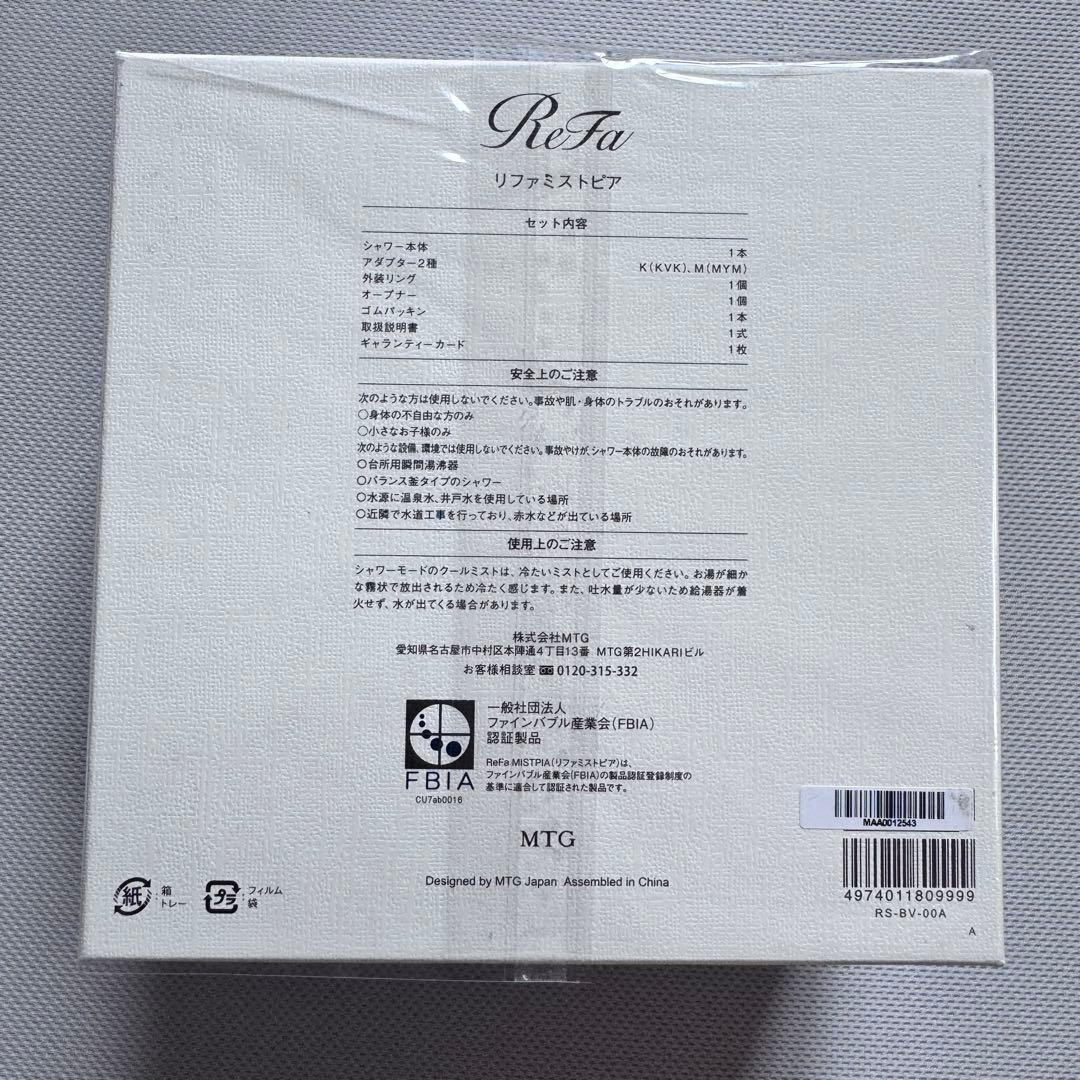 ReFa
リファミストピア
セット内容
シャワー本体 1本
アダプター2種 K(KVK)、M(MYM)
外装リング 1個
オープナー 1個
ゴムパッキン 1本
取扱説明書 1式
ギャランティーカード 1枚
安全上のご注意
次のような方は使用しないでください。事故や肌・身体のトラブルのおそれがあります。
○身体の不自由な方のみ
○小さなお子様のみ
次のような設備、環境では使用しないでください。事故やけが、シャワー本体の故障のおそれがあります。
○台所用瞬間湯沸器
○バランス釜タイプのシャワー
○水源に温泉水、井戸水を使用している場所
○近隣で水道工事を行っており、赤水などが出ている場所
使用上のご注意
シャワーモードのクールミストは、冷たいミストとしてご使用ください。お湯が細か
な霧状で放出されるため冷たく感じます。また、吐水量が少ないため給湯器が着
火せず、水が出てくる場合があります。
株式会社MTG
愛知県名古屋市中村区本陣通4丁目13番 MTG第2HIKARIビル
お客様相談室 0120-315-332
一般社団法人
ファインバブル産業会(FBIA)
認証製品
ReFa MISTPIA(リファミストピア)は、
ファインバブル産業会(FBIA)の製品認証登録制度の
基準に適合して認証された製品です。
FBIA
CU7ab0016
MTG
Designed by MTG Japan Assembled in China
紙 箱
トレー
プラ フィルム
袋
MAA0012543
4974011809999
RS-BV-00A
A